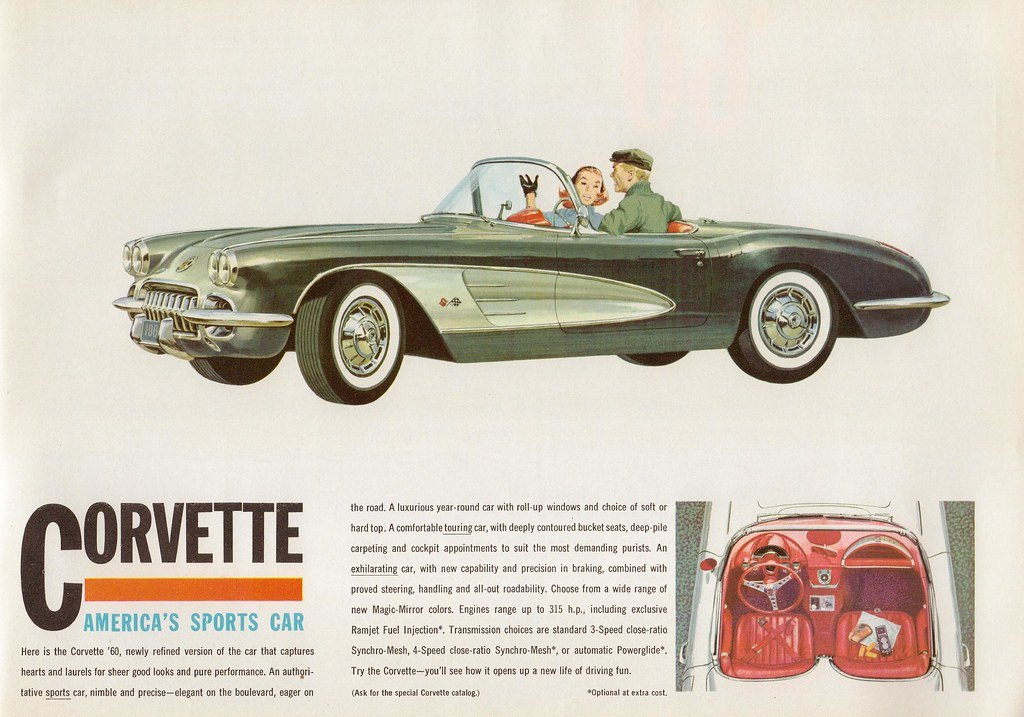 CORVETTE
AMERICA'S SPORTS CAR
Here is the Corvette '60, newly refined version of the car that captures
hearts and laurels for sheer good looks and pure performance. An authori-
tative sports car, nimble and precise—elegant on the boulevard, eager on
the road. A luxurious year-round car with roll-up windows and choice of soft or
hard top. A comfortable touring car, with deeply contoured bucket seats, deep-pile
carpeting and cockpit appointments to suit the most demanding purists. An
exhilarating car, with new capability and precision in braking, combined with
proved steering, handling and all-out roadability. Choose from a wide range of
new Magic-Mirror colors. Engines range up to 315 h.p., including exclusive
Ramjet Fuel Injection*. Transmission choices are standard 3-Speed close-ratio
Synchro-Mesh, 4-Speed close-ratio Synchro-Mesh*, or automatic Powerglide*.
Try the Corvette—you'll see how it opens up a new life of driving fun.
(Ask for the special Corvette catalog.) *Optional at extra cost.